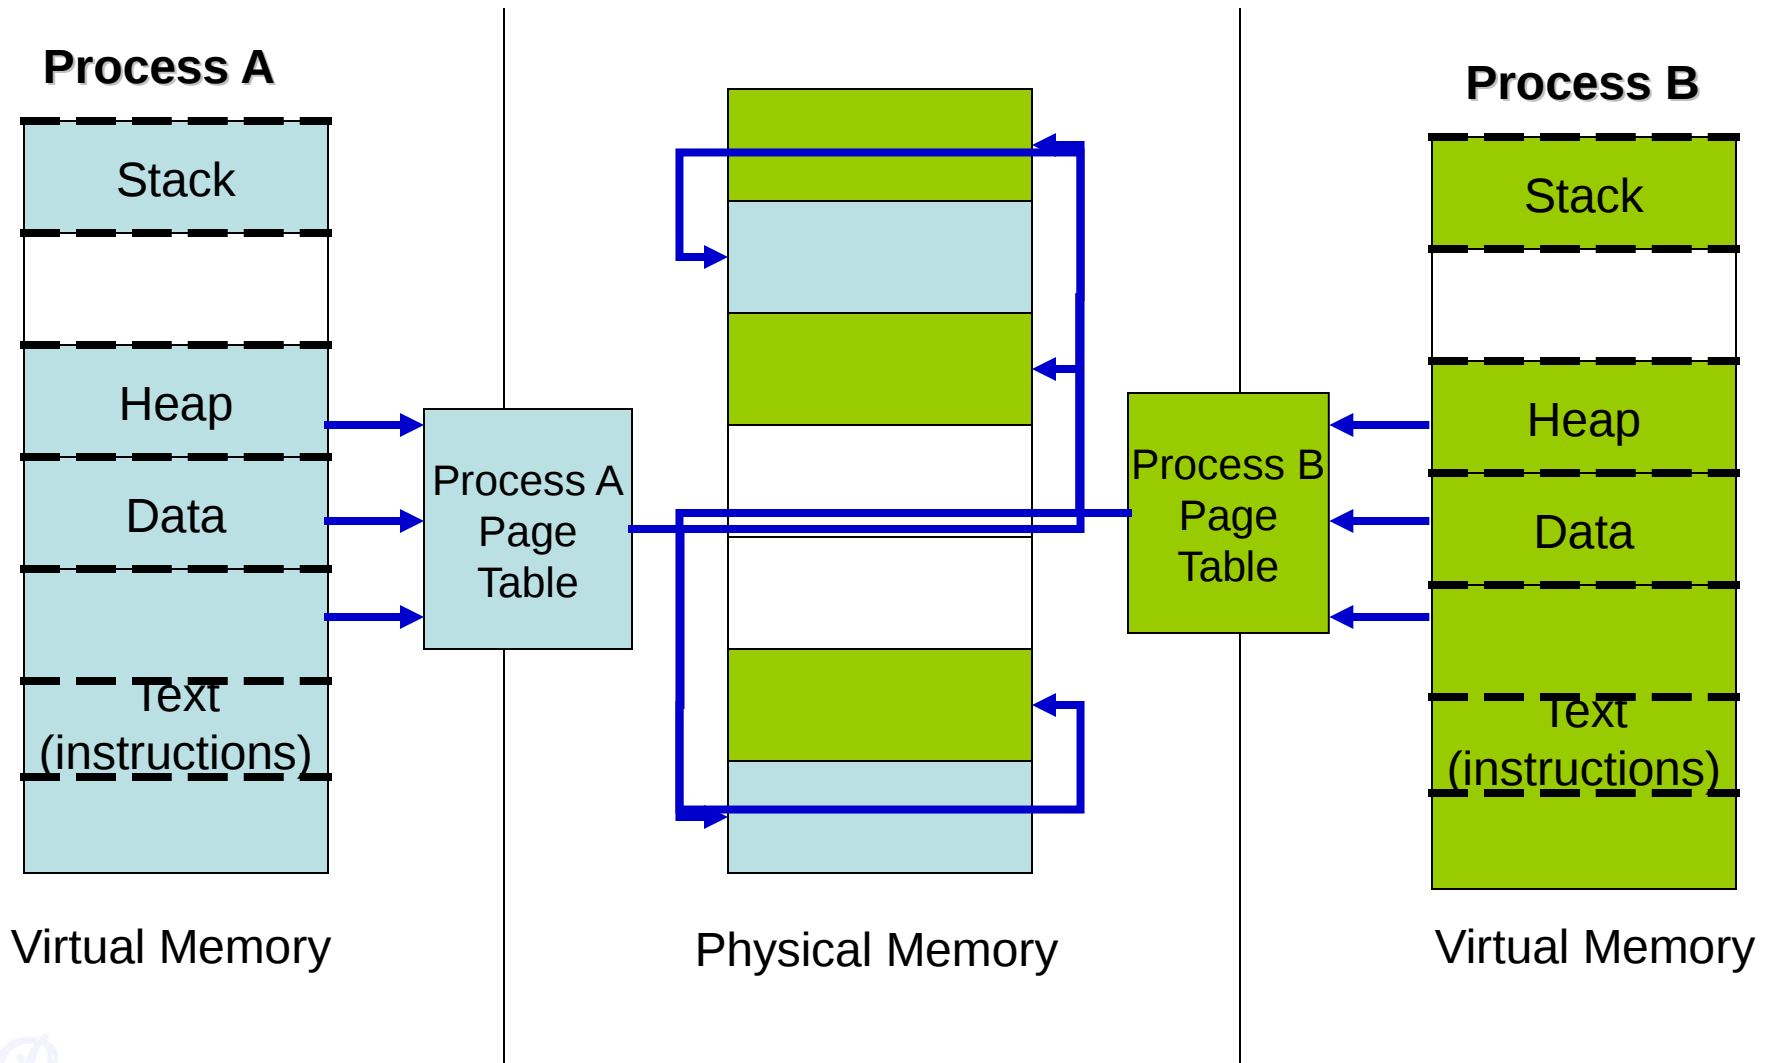 Process A
Stack
Heap
Data
Text
(instructions)
Virtual Memory
Process A
Page
Table
Physical Memory
Process B
Page
Table
Process B
Stack
Heap
Data
Text
(instructions)
Virtual Memory